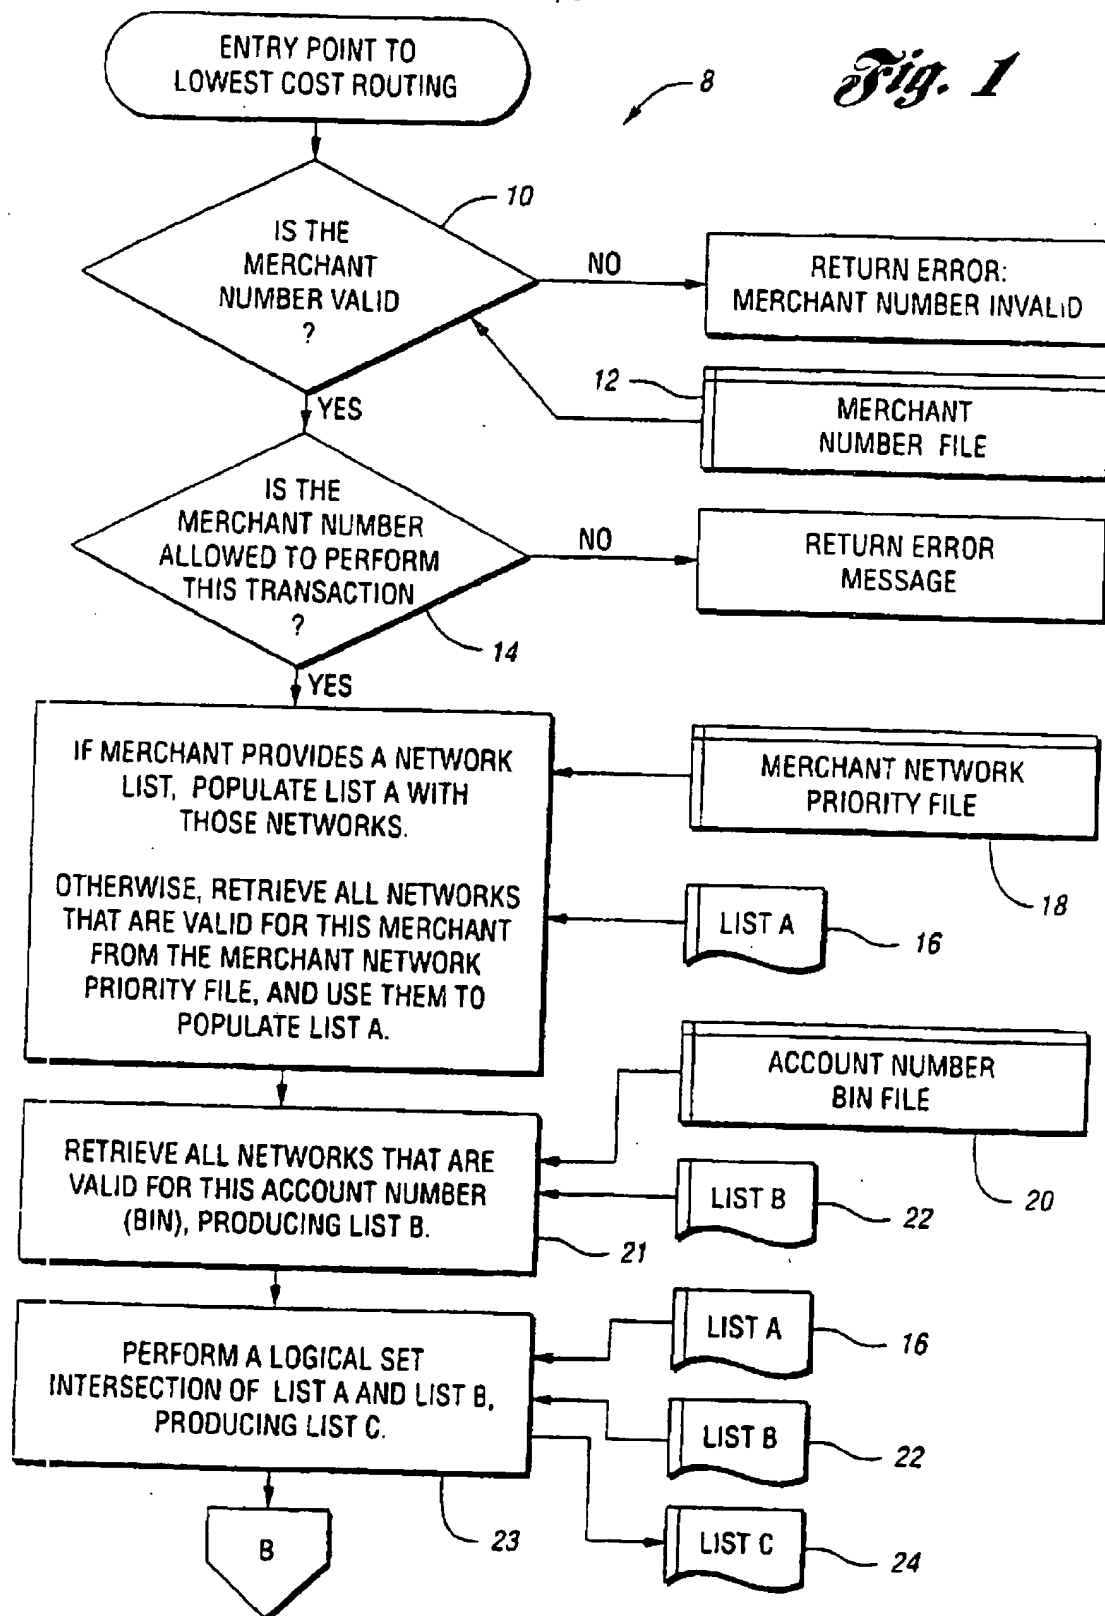 ENTRY POINT TO
LOWEST COST ROUTING
8
Fig. 1
10
IS THE
MERCHANT
NUMBER VALID
?
NO
RETURN ERROR:
MERCHANT NUMBER INVALID
12
MERCHANT
NUMBER FILE
YES
IS THE
MERCHANT NUMBER
ALLOWED TO PERFORM
THIS TRANSACTION
?
NO
RETURN ERROR
MESSAGE
14
YES
IF MERCHANT PROVIDES A NETWORK
LIST, POPULATE LIST A WITH
THOSE NETWORKS.
OTHERWISE, RETRIEVE ALL NETWORKS
THAT ARE VALID FOR THIS MERCHANT
FROM THE MERCHANT NETWORK
PRIORITY FILE, AND USE THEM TO
POPULATE LIST A.
MERCHANT NETWORK
PRIORITY FILE
18
LIST A
16
ACCOUNT NUMBER
BIN FILE
20
RETRIEVE ALL NETWORKS THAT ARE
VALID FOR THIS ACCOUNT NUMBER
(BIN), PRODUCING LIST B.
21
LIST B
22
PERFORM A LOGICAL SET
INTERSECTION OF LIST A AND LIST B,
PRODUCING LIST C.
23
LIST A
16
LIST B
22
LIST C
24
B